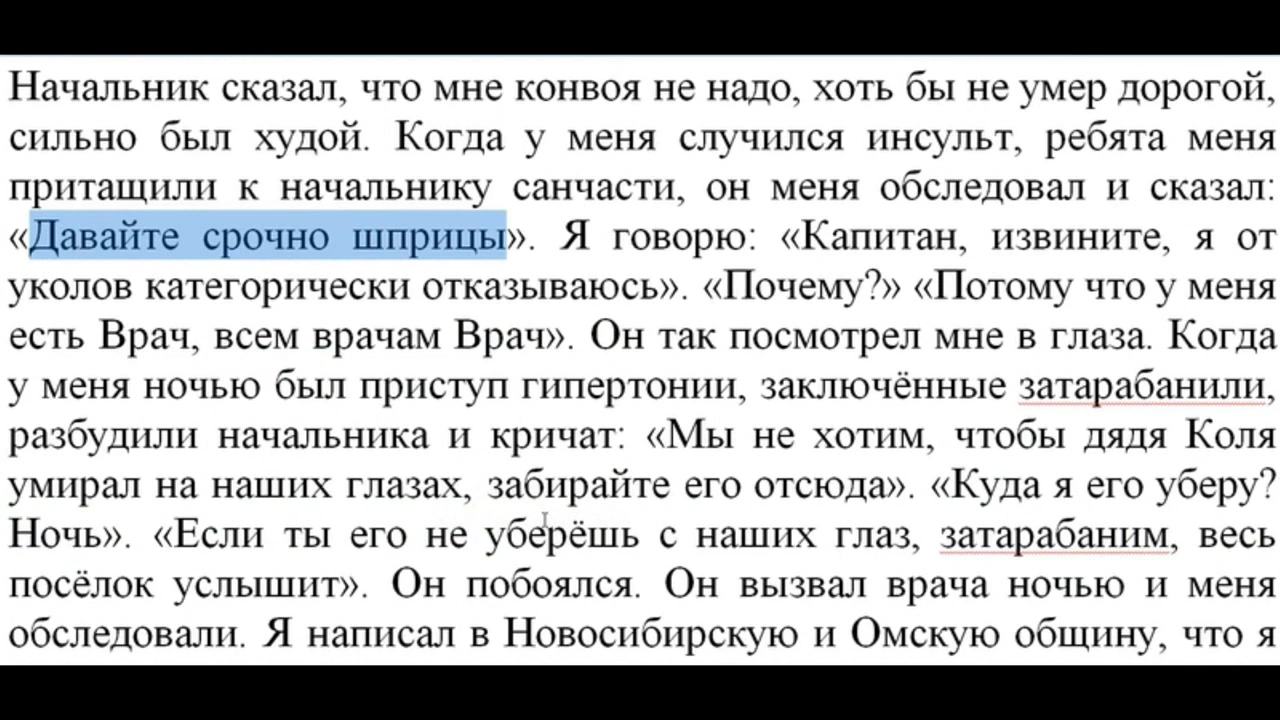 Начальник сказал, что мне конвоя не надо, хоть бы не умер дорогой,
сильно был худой. Когда у меня случился инсульт, ребята меня
притащили к начальнику санчасти, он меня обследовал и сказал:
«Давайте срочно шприцы». Я говорю: «Капитан, извините, я от
уколов категорически отказываюсь». «Почему?» «Потому что у меня
есть Врач, всем врачам Врач». Он так посмотрел мне в глаза. Когда
у меня ночью был приступ гипертонии, заключённые затарабанили,
разбудили начальника и кричат: «Мы не хотим, чтобы дядя Коля
умирал на наших глазах, забирайте его отсюда». «Куда я его уберу?
Ночь». «Если ты его не уберёшь с наших глаз, затарабаним, весь
посёлок услышит». Он побоялся. Он вызвал врача ночью и меня
обследовали. Я написал в Новосибирскую и Омскую общину, что я